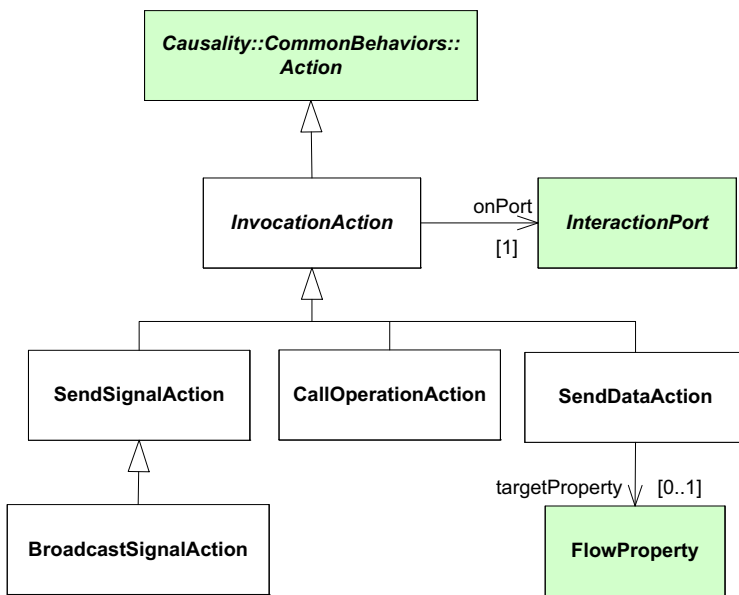 Causality::CommonBehaviors::
Action
InvocationAction
onPort
[1]
InteractionPort
SendSignalAction
CallOperationAction
SendDataAction
targetProperty
[0..1]
BroadcastSignalAction
FlowProperty